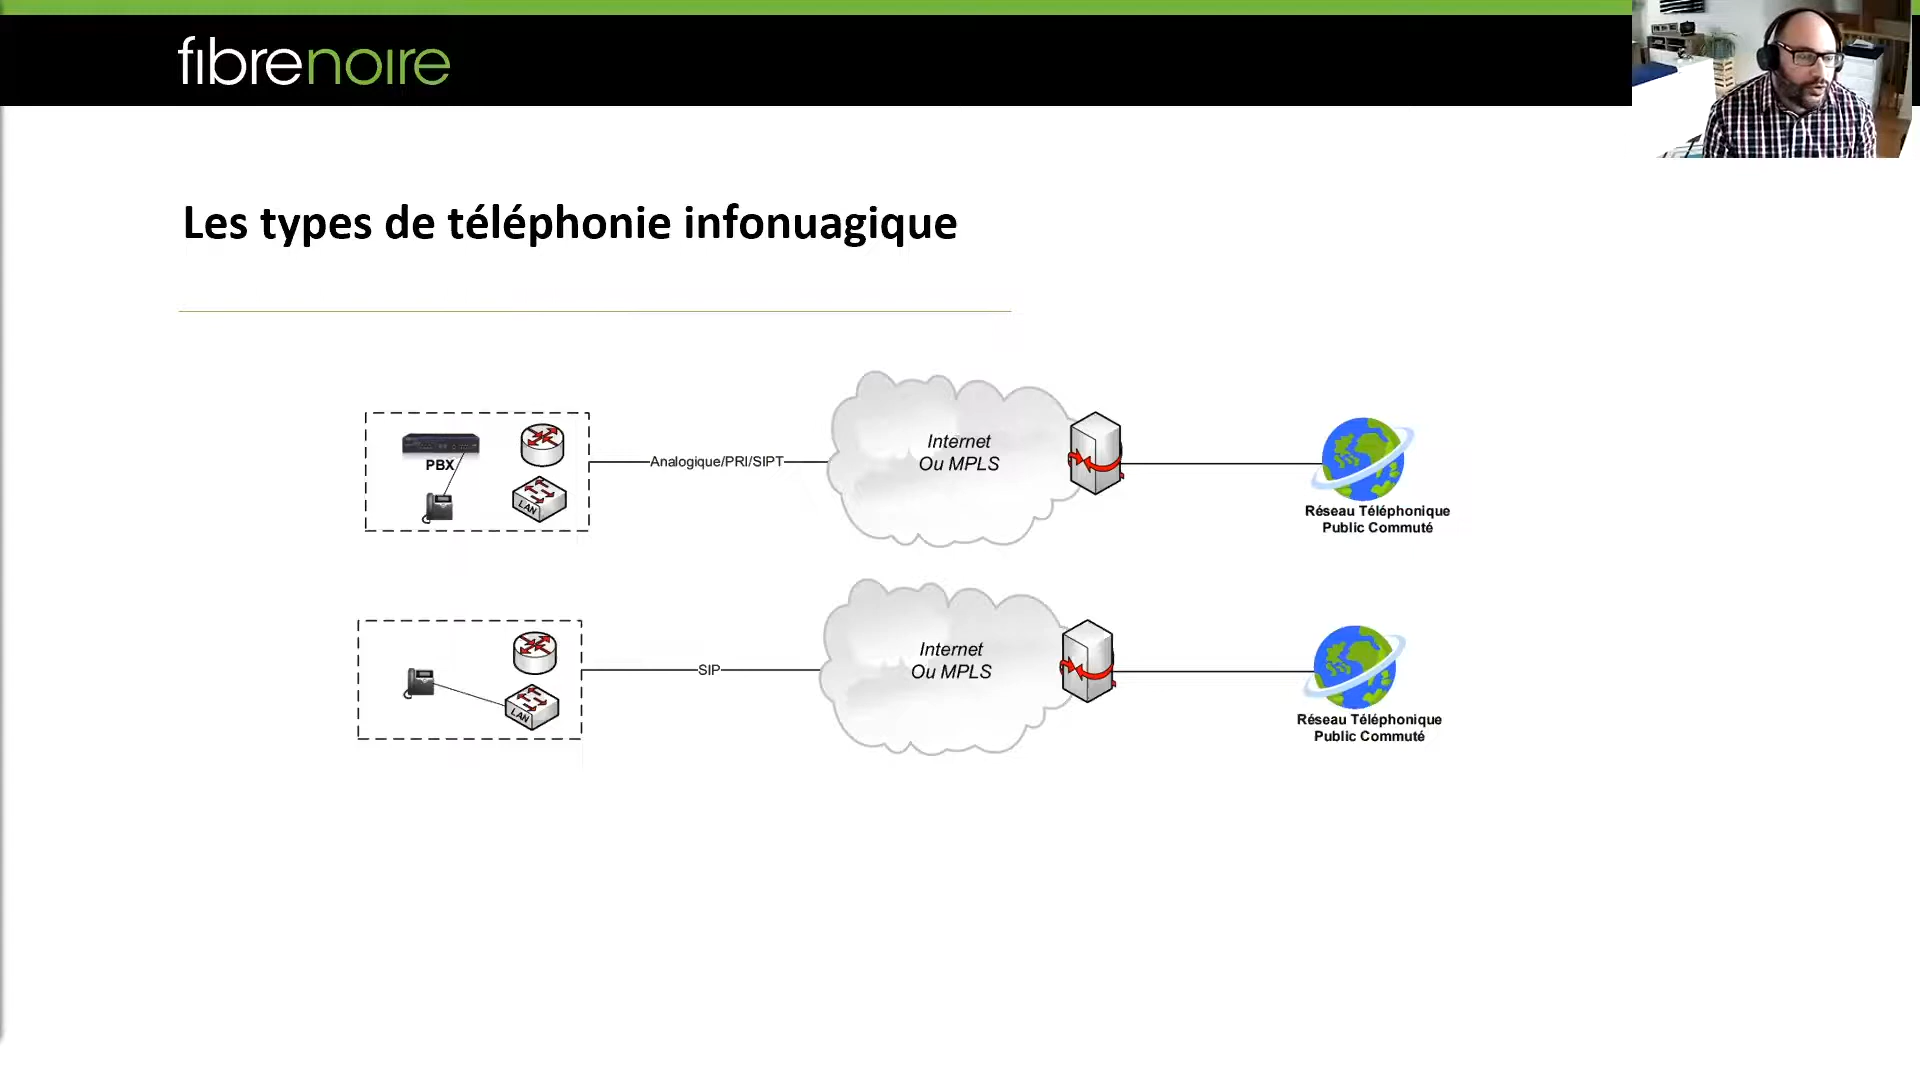 fibrenoire
Les types de téléphonie infonuagique
PBX
LAN
Analogique/PRI/SIPT
Internet
Ou MPLS
Réseau Téléphonique
Public Commuté
LAN
SIP
Internet
Ou MPLS
Réseau Téléphonique
Public Commuté